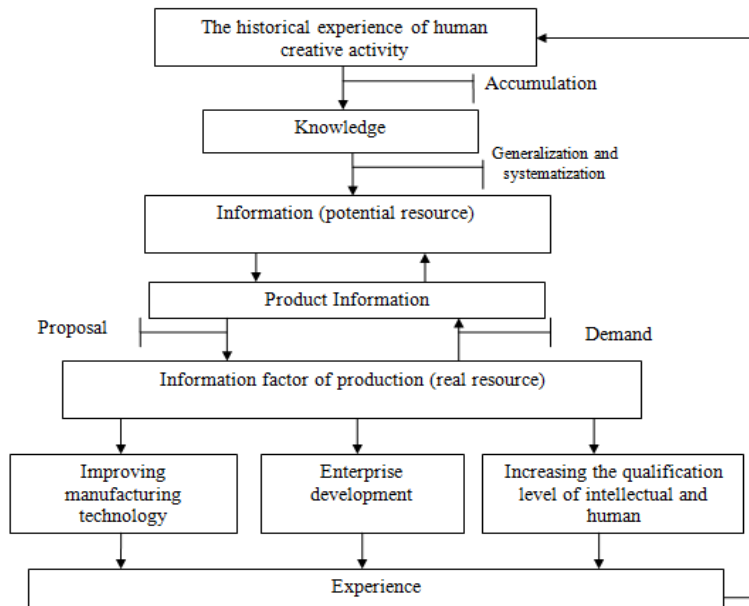 The historical experience of human
creative activity
Accumulation
Knowledge
Generalization and
systematization
Information (potential resource)
Product Information
Proposal
Demand
Information factor of production (real resource)
Improving
manufacturing
technology
Enterprise
development
Increasing the qualification
level of intellectual and
human
Experience